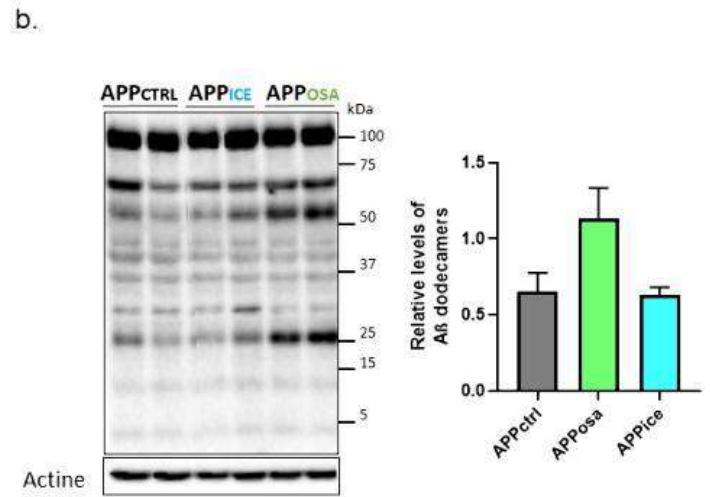 b.
APPCTRL APPICE APPOSA
kDa
100
75
50
37
25
15
5
Actine
Relative levels of
Aß dodecamers
1.5
1.0
0.5
0.0
APPctrl
APPosa
APPice